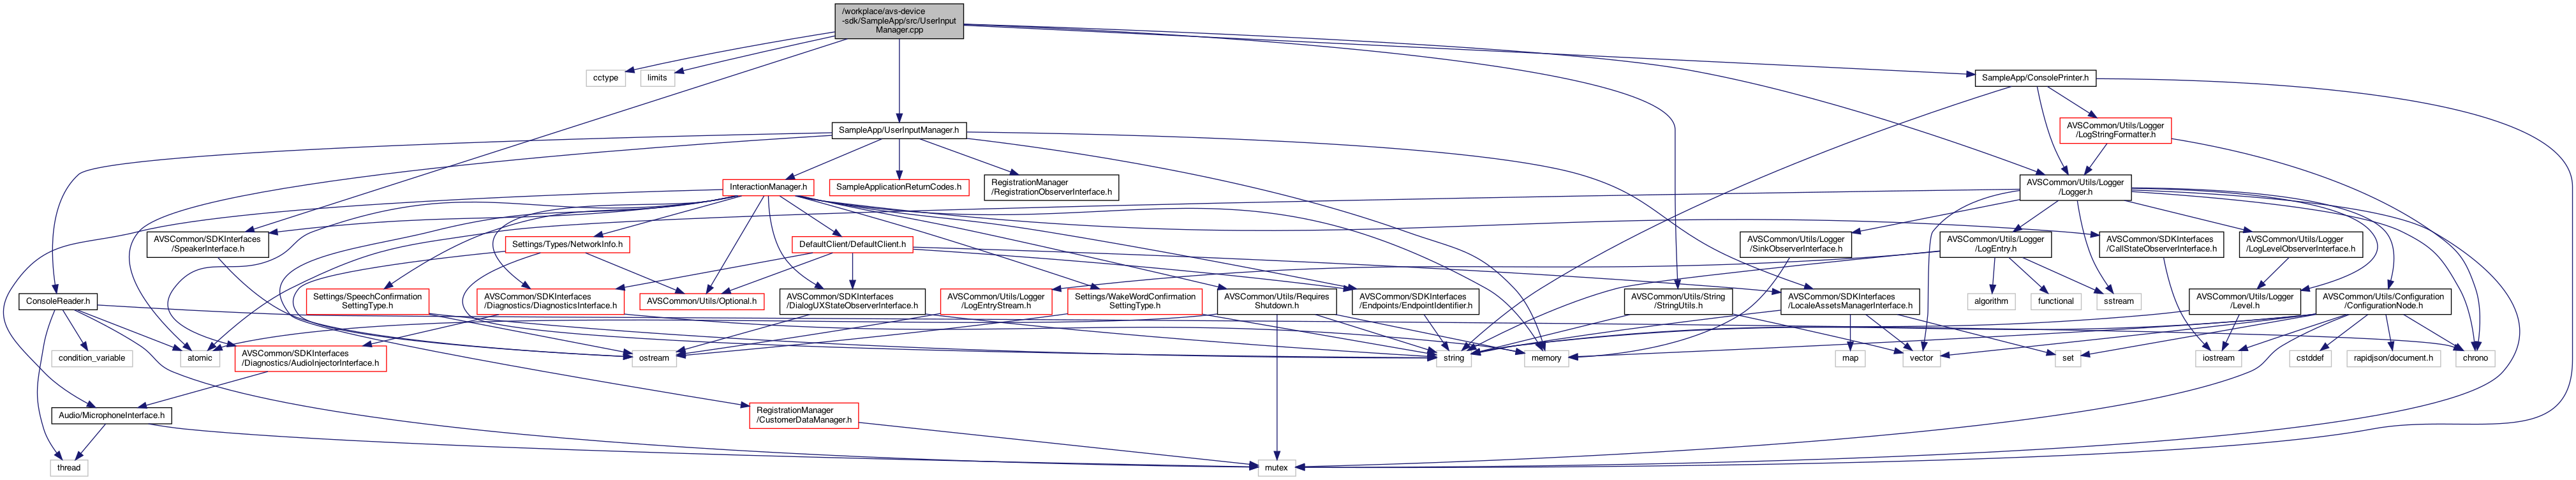 /workplace/avs-device
-sdk/SampleApp/src/UserInput
Manager.cpp
cctype
limits
SampleApp/ConsolePrinter.h
SampleApp/UserInputManager.h
AVSCommon/Utils/Logger
/LogStringFormatter.h
InteractionManager.h
SampleApplicationReturnCodes.h
RegistrationManager
/RegistrationObserverInterface.h
AVSCommon/Utils/Logger
/Logger.h
AVSCommon/SDKInterfaces
/SpeakerInterface.h
Settings/Types/NetworkInfo.h
DefaultClient/DefaultClient.h
AVSCommon/Utils/Logger
/SinkObserverInterface.h
AVSCommon/Utils/Logger
/LogEntry.h
AVSCommon/SDKInterfaces
/CallStateObserverInterface.h
AVSCommon/Utils/Logger
/LogLevelObserverInterface.h
ConsoleReader.h
Settings/SpeechConfirmation
SettingType.h
AVSCommon/SDKInterfaces
/Diagnostics/DiagnosticsInterface.h
AVSCommon/Utils/Optional.h
AVSCommon/SDKInterfaces
/DialogUXStateObserverInterface.h
AVSCommon/Utils/Logger
/LogEntryStream.h
Settings/WakeWordConfirmation
SettingType.h
AVSCommon/Utils/Requires
Shutdown.h
AVSCommon/SDKInterfaces
/Endpoints/EndpointIdentifier.h
AVSCommon/Utils/String
/StringUtils.h
AVSCommon/SDKInterfaces
/LocaleAssetsManagerInterface.h
algorithm
functional
sstream
AVSCommon/Utils/Logger
/Level.h
AVSCommon/Utils/Configuration
/ConfigurationNode.h
condition_variable
atomic
AVSCommon/SDKInterfaces
/Diagnostics/AudioInjectorInterface.h
ostream
string
memory
map
vector
set
iostream
cstddef
rapidjson/document.h
chrono
Audio/MicrophoneInterface.h
RegistrationManager
/CustomerDataManager.h
thread
mutex